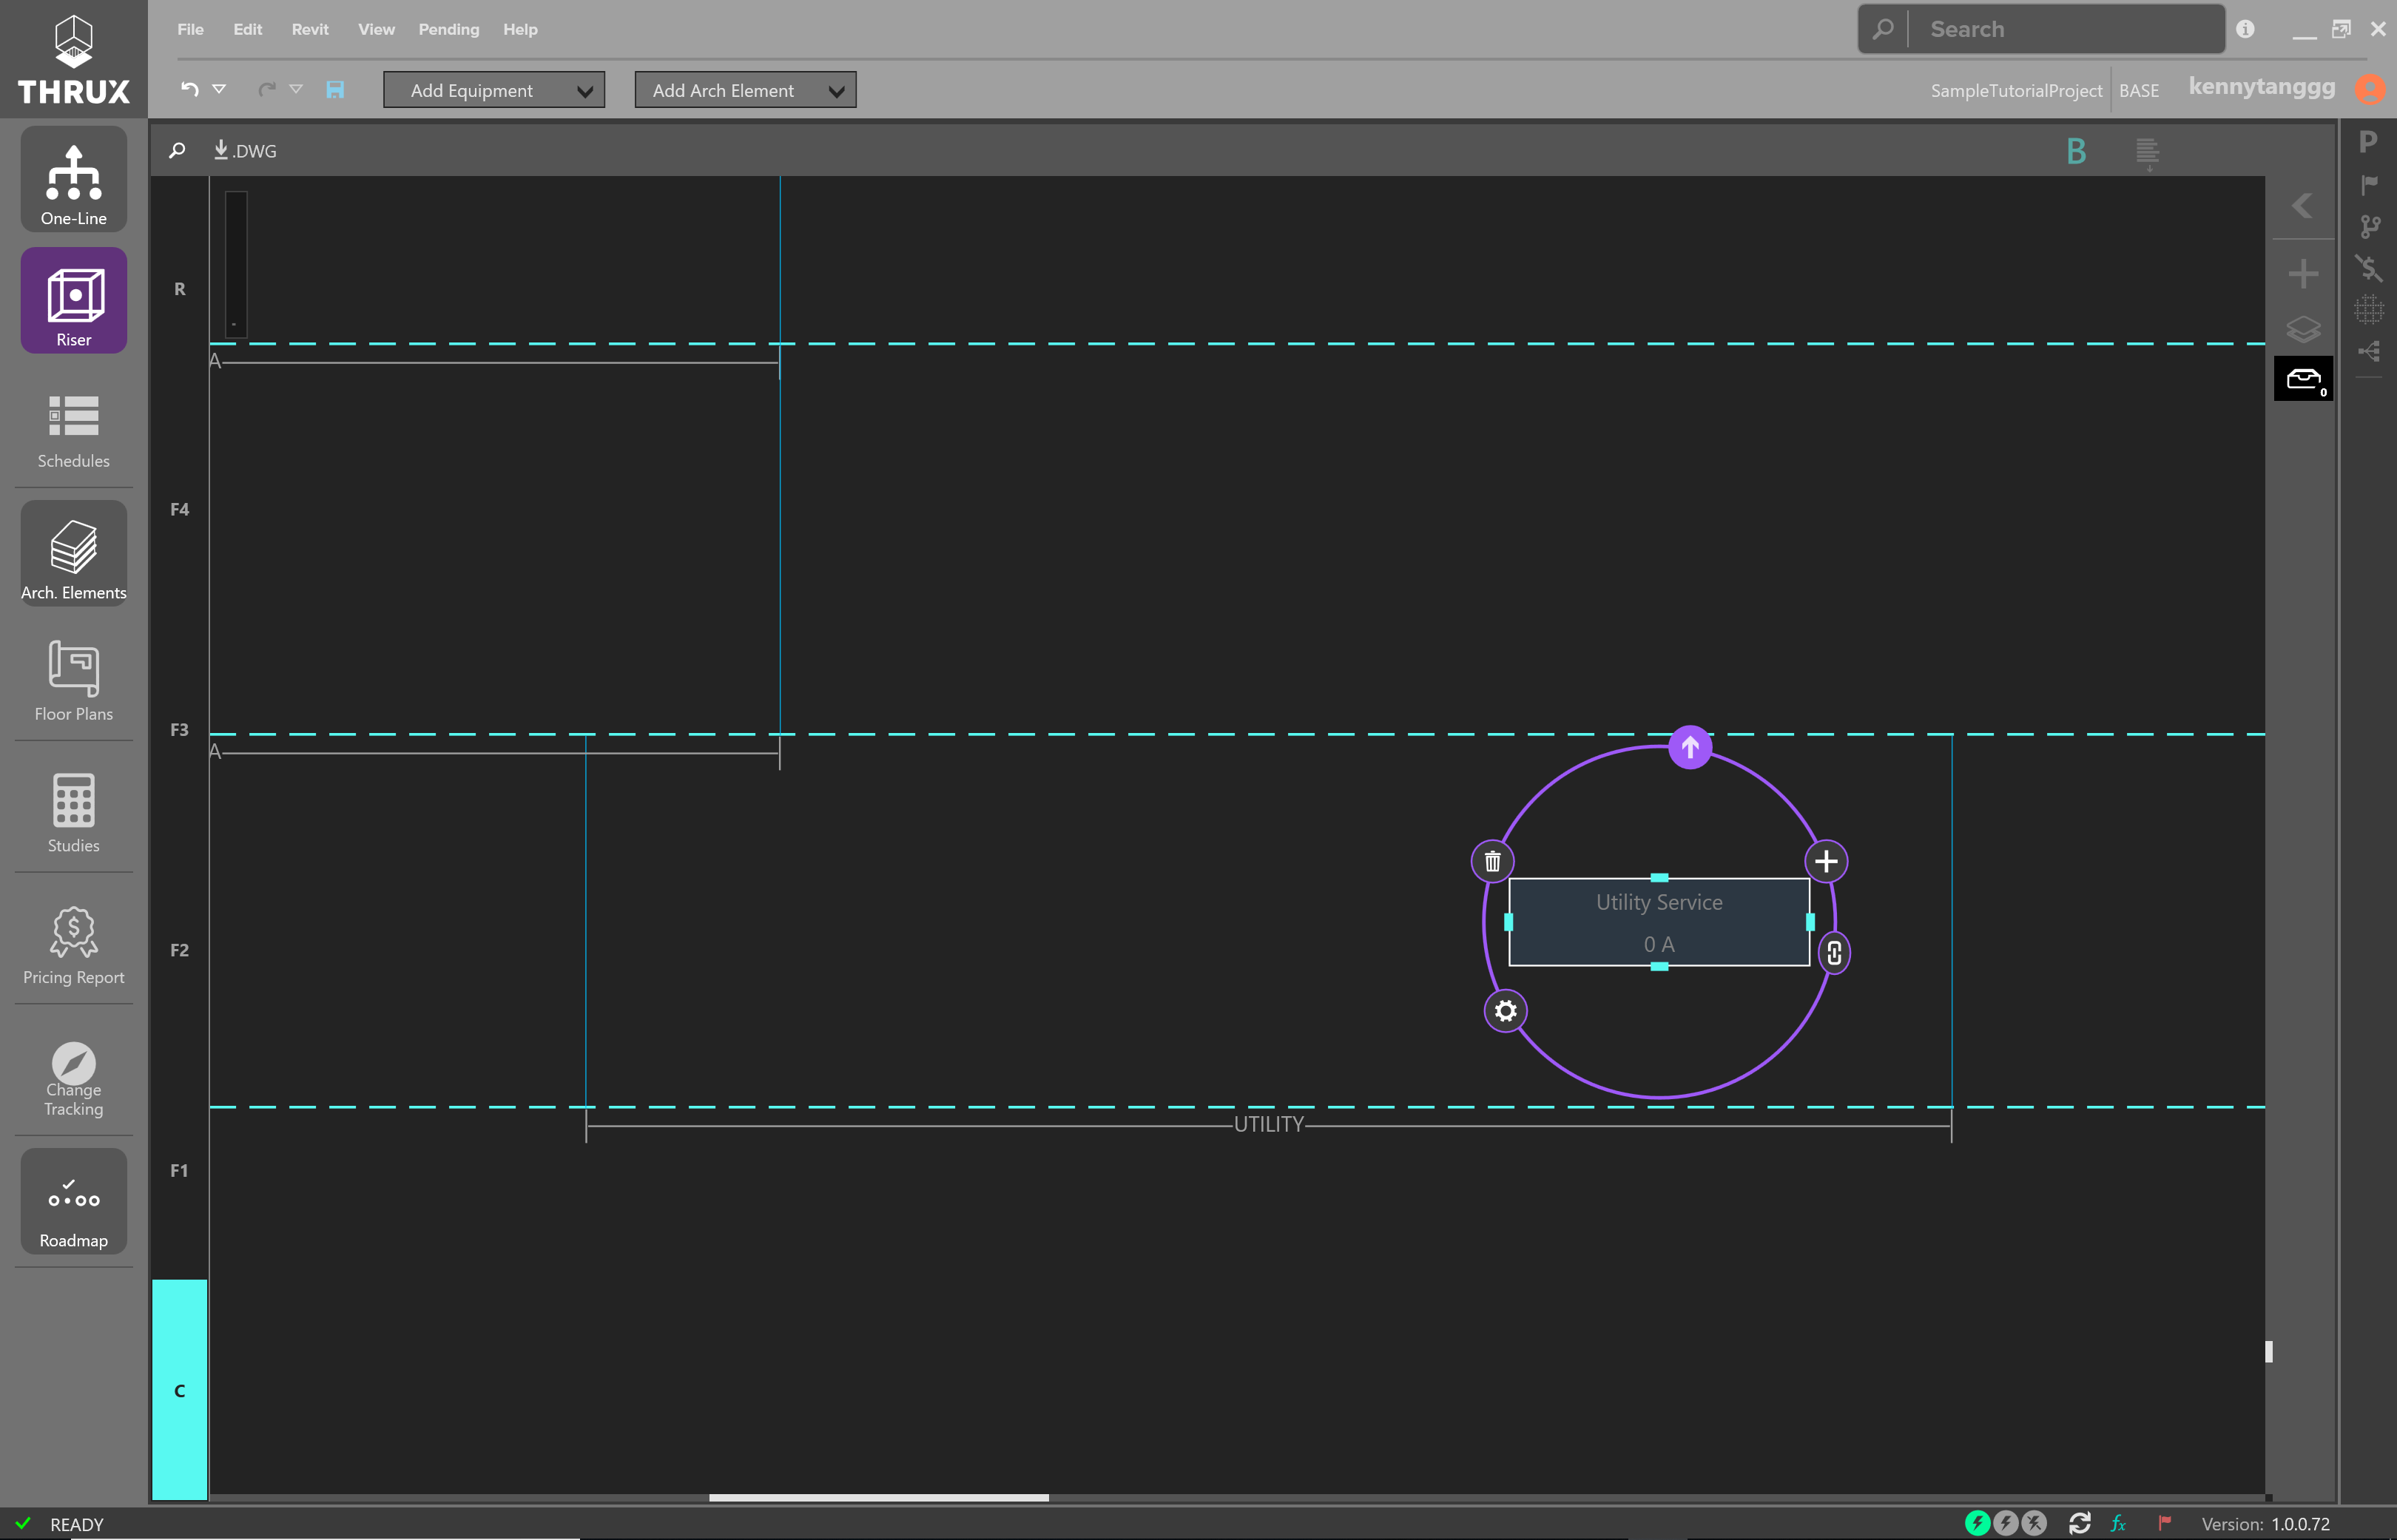 File Edit Revit View Pending Help
Search
THRUX
Add Equipment
Add Arch Element
SampleTutorialProject
BASE
kennytanggg
.DWG
B
P
One-Line
Riser
Schedules
Arch. Elements
Floor Plans
Studies
Pricing Report
Change
Tracking
Roadmap
R
A
F4
F3
A
Utility Service
0 A
F2
UTILITY
F1
C
0
READY
fx
Version: 1.0.0.72